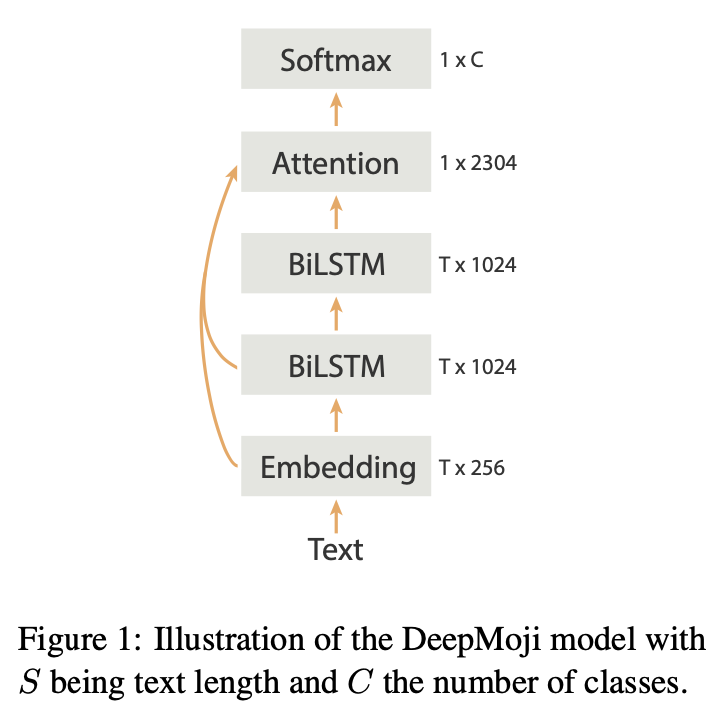 Softmax 1 x C
Attention 1 x 2304
BiLSTM T x 1024
BiLSTM T x 1024
Embedding T x 256
Text
Figure 1: Illustration of the DeepMoji model with
S being text length and C the number of classes.